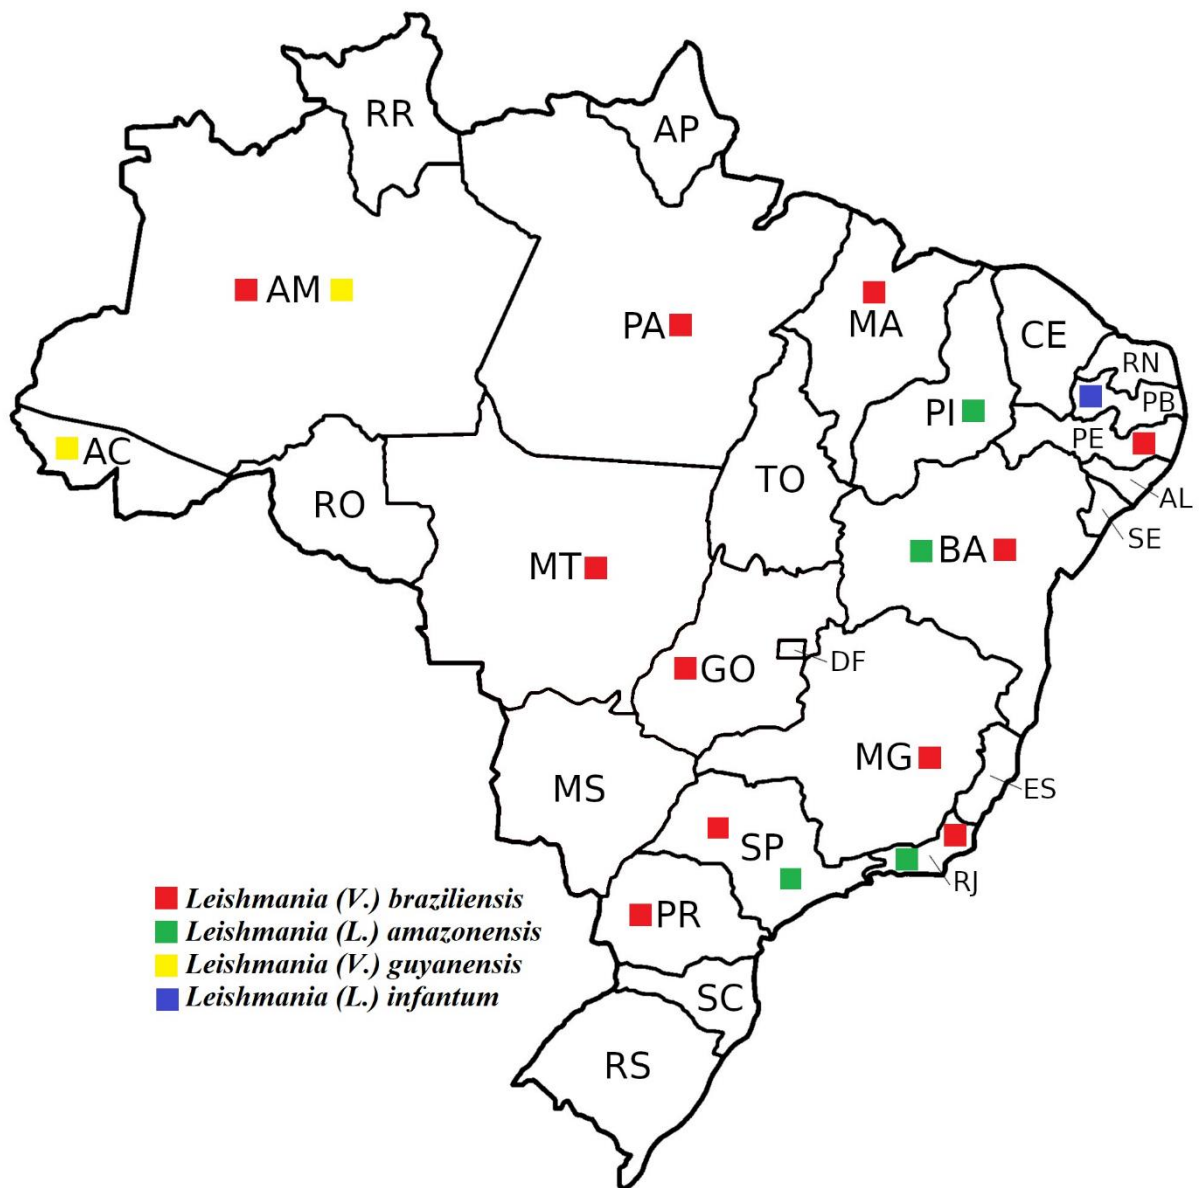 RR
AP
AM
PA
MA
CE
RN
PB
PI
PE
AC
TO
AL
RO
SE
BA
MT
DF
GO
MG
ES
MS
SP
RJ
PR
SC
RS
Leishmania (V.) braziliensis
Leishmania (L.) amazonensis
Leishmania (V.) guyanensis
Leishmania (L.) infantum